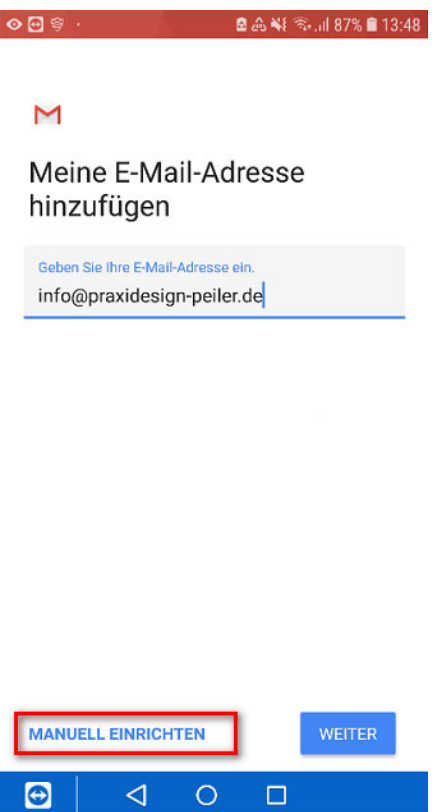 87% 13:48
Meine E-Mail-Adresse
hinzufügen
Geben Sie Ihre E-Mail-Adresse ein.
info@praxidesign-peiler.de
MANUELL EINRICHTEN
WEITER